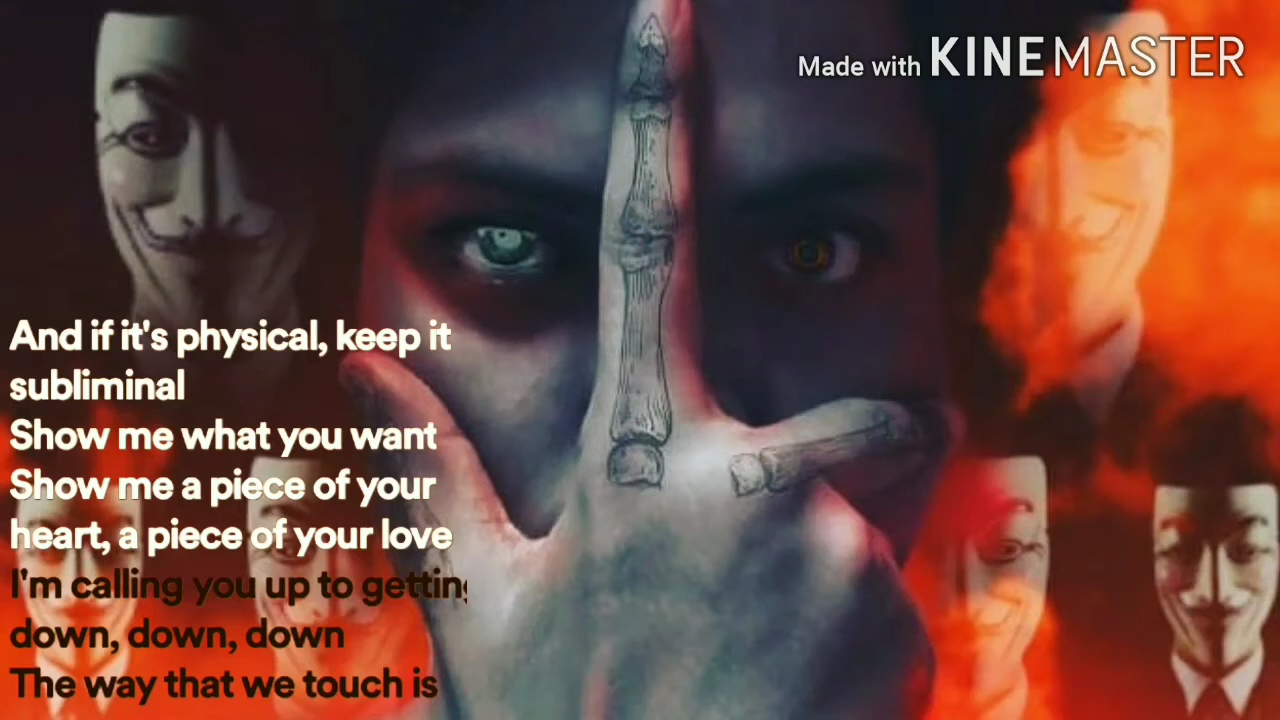 Made with KINEMASTER
And if it's physical, keep it
subliminal
Show me what you want
Show me a piece of your
heart, a piece of your love
I'm calling you up to getting
down, down, down
The way that we touch is